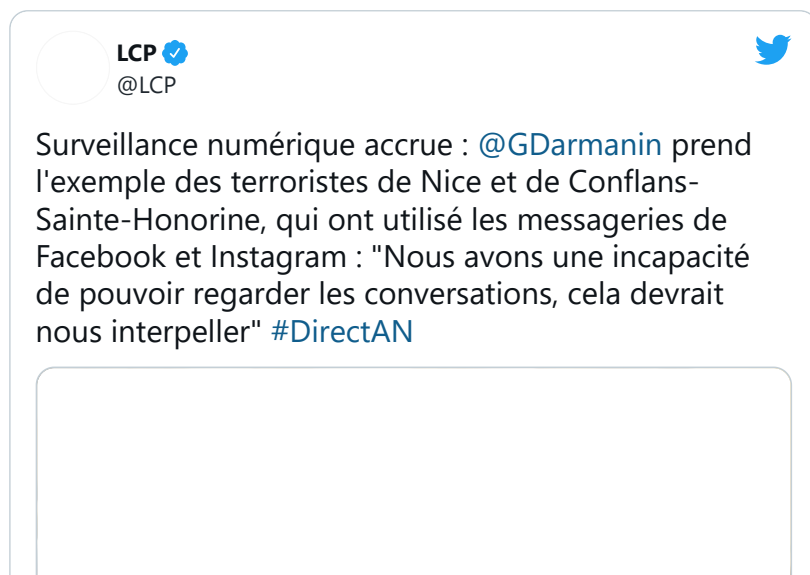 LCP
@LCP
Surveillance numérique accrue : @GDarmanin prend
l'exemple des terroristes de Nice et de Conflans-
Sainte-Honorine, qui ont utilisé les messageries de
Facebook et Instagram : "Nous avons une incapacité
de pouvoir regarder les conversations, cela devrait
nous interpeller" #DirectAN